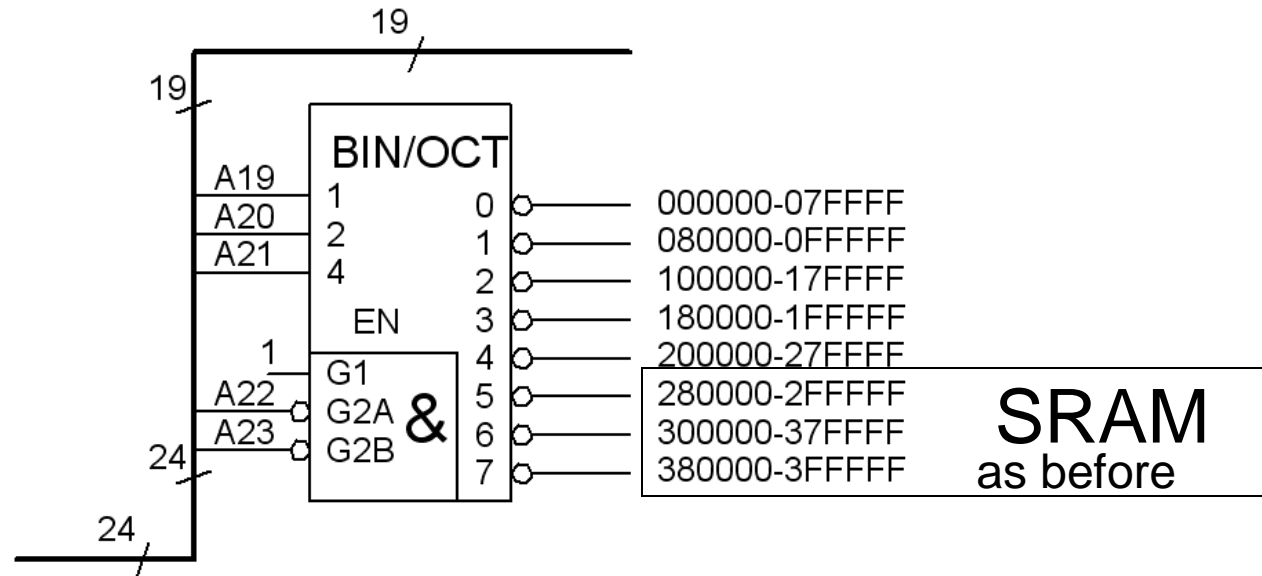 19
19
BIN/OCT
A19 1 0 000000-07FFFF
A20 2 1 080000-0FFFFF
A21 4 2 100000-17FFFF
EN 3 180000-1FFFFF
1 G1 4 200000-27FFFF
A22 G2A & 5 280000-2FFFFF SRAM
A23 G2B 6 300000-37FFFF
24 7 380000-3FFFFF as before
24